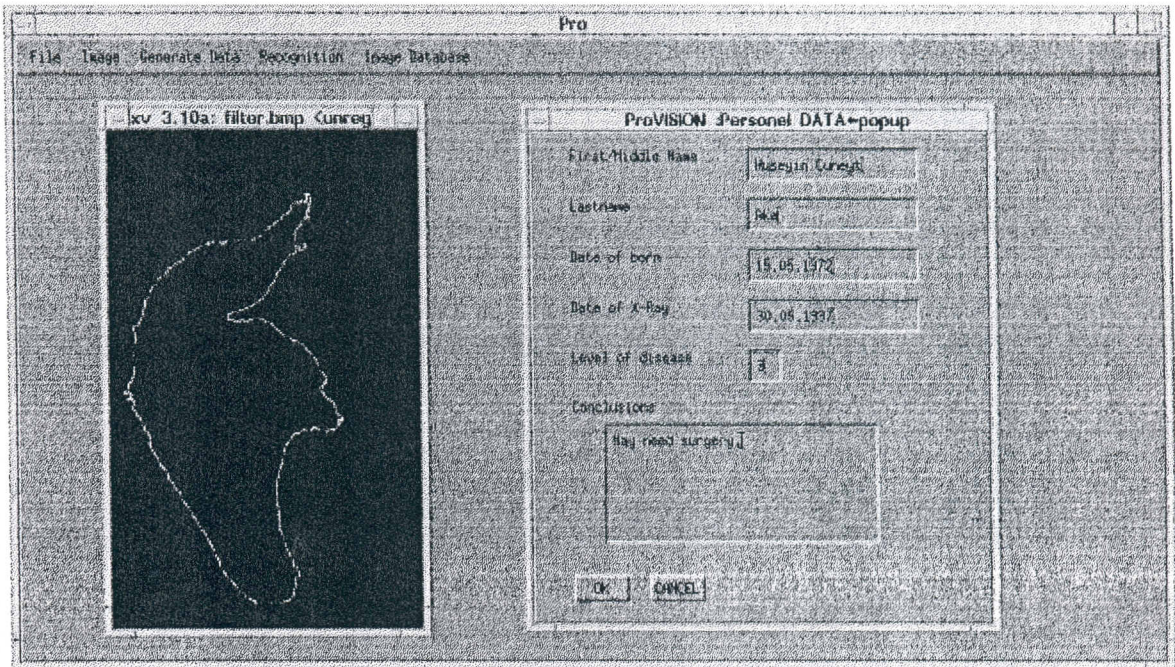 Pro
File Image Generate Data Recognition Image Database
xv 3.10a: filter.bmp <unreg
ProVISION :Personel DATA-popup
First/Middle Name Huseyin Cuneyt
Lastname
Date of born 15.05.1972
Date of X-Ray 30.05.1997
Level of disease 3
Conclusions
May need surgery.
OK CANCEL